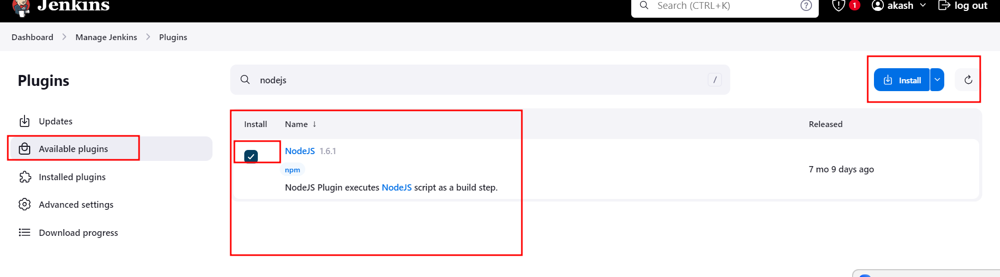 Jenkins
Search (CTRL+K)
?
1
akash
log out
Dashboard > Manage Jenkins > Plugins
Plugins
nodejs
/
Install
Updates
Available plugins
Installed plugins
Advanced settings
Download progress
Install Name ↓ Released
NodeJS 1.6.1
npm
7 mo 9 days ago
NodeJS Plugin executes NodeJS script as a build step.